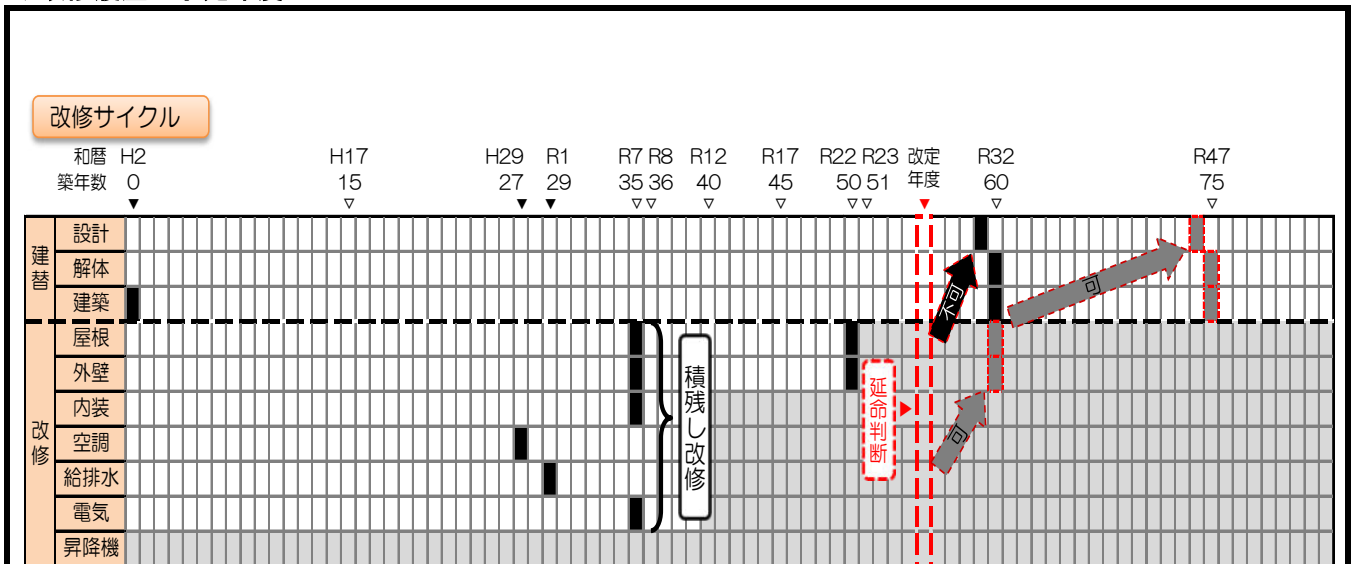 改修サイクル
和暦 H2 H17 H29 R1 R7 R8 R12 R17 R22 R23 改定年度 R32 R47
築年数 0 15 27 29 35 36 40 45 50 51 60 75
▼ ▽ ▼ ▼ ▽ ▽ ▽ ▽ ▽ ▽ ▼ ▽ ▽
建替
設計
解体
建築
改修
屋根
外壁
内装
空調
給排水
電気
昇降機
積残し改修
延命判断
不可
可
可